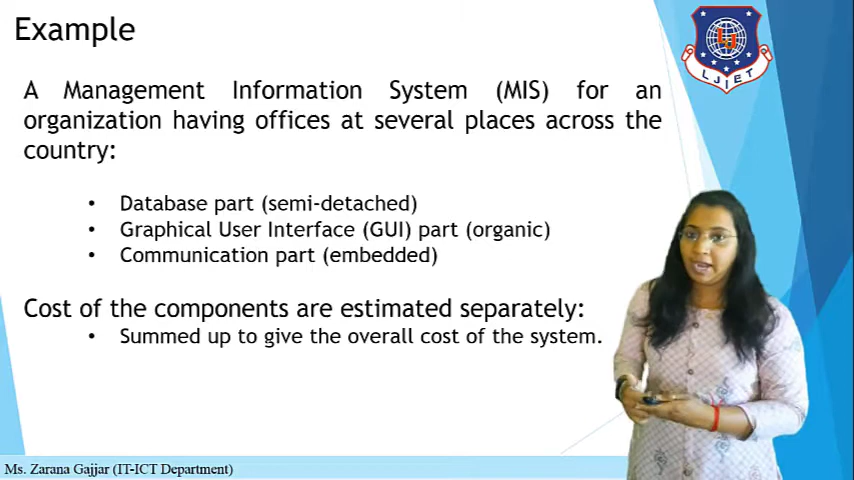 Example
A Management Information System (MIS) for an
organization having offices at several places across the
country:
• Database part (semi-detached)
• Graphical User Interface (GUI) part (organic)
• Communication part (embedded)
Cost of the components are estimated separately:
• Summed up to give the overall cost of the system.
LJIET
Ms. Zarana Gajjar (IT-ICT Department)